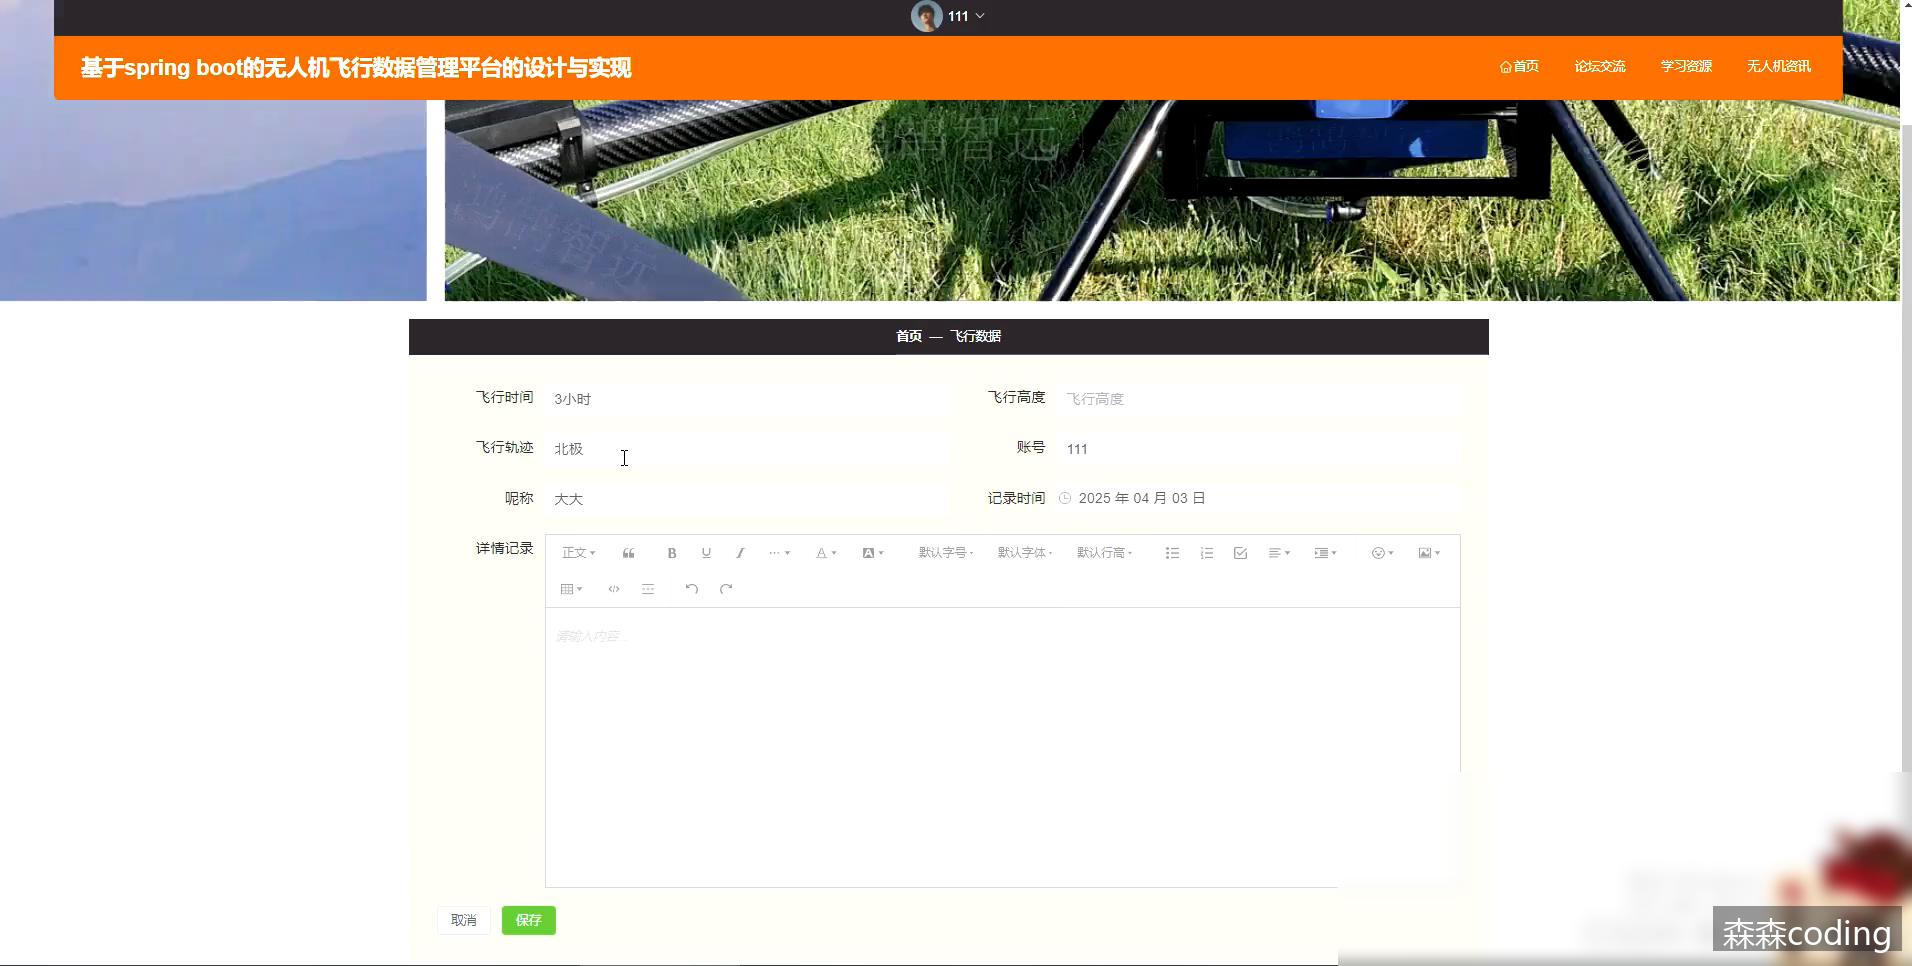 111
基于spring boot的无人机飞行数据管理平台的设计与实现
首页 论坛交流 学习资源 无人机资讯
首页 — 飞行数据
飞行时间 3小时 飞行高度 飞行高度
飞行轨迹 北极 账号 111
呢称 大大 记录时间 2025 年 04 月 03 日
详情记录 正文 B U I ··· A A 默认字号 默认字体 默认行高
请输入内容...
取消 保存
森森coding